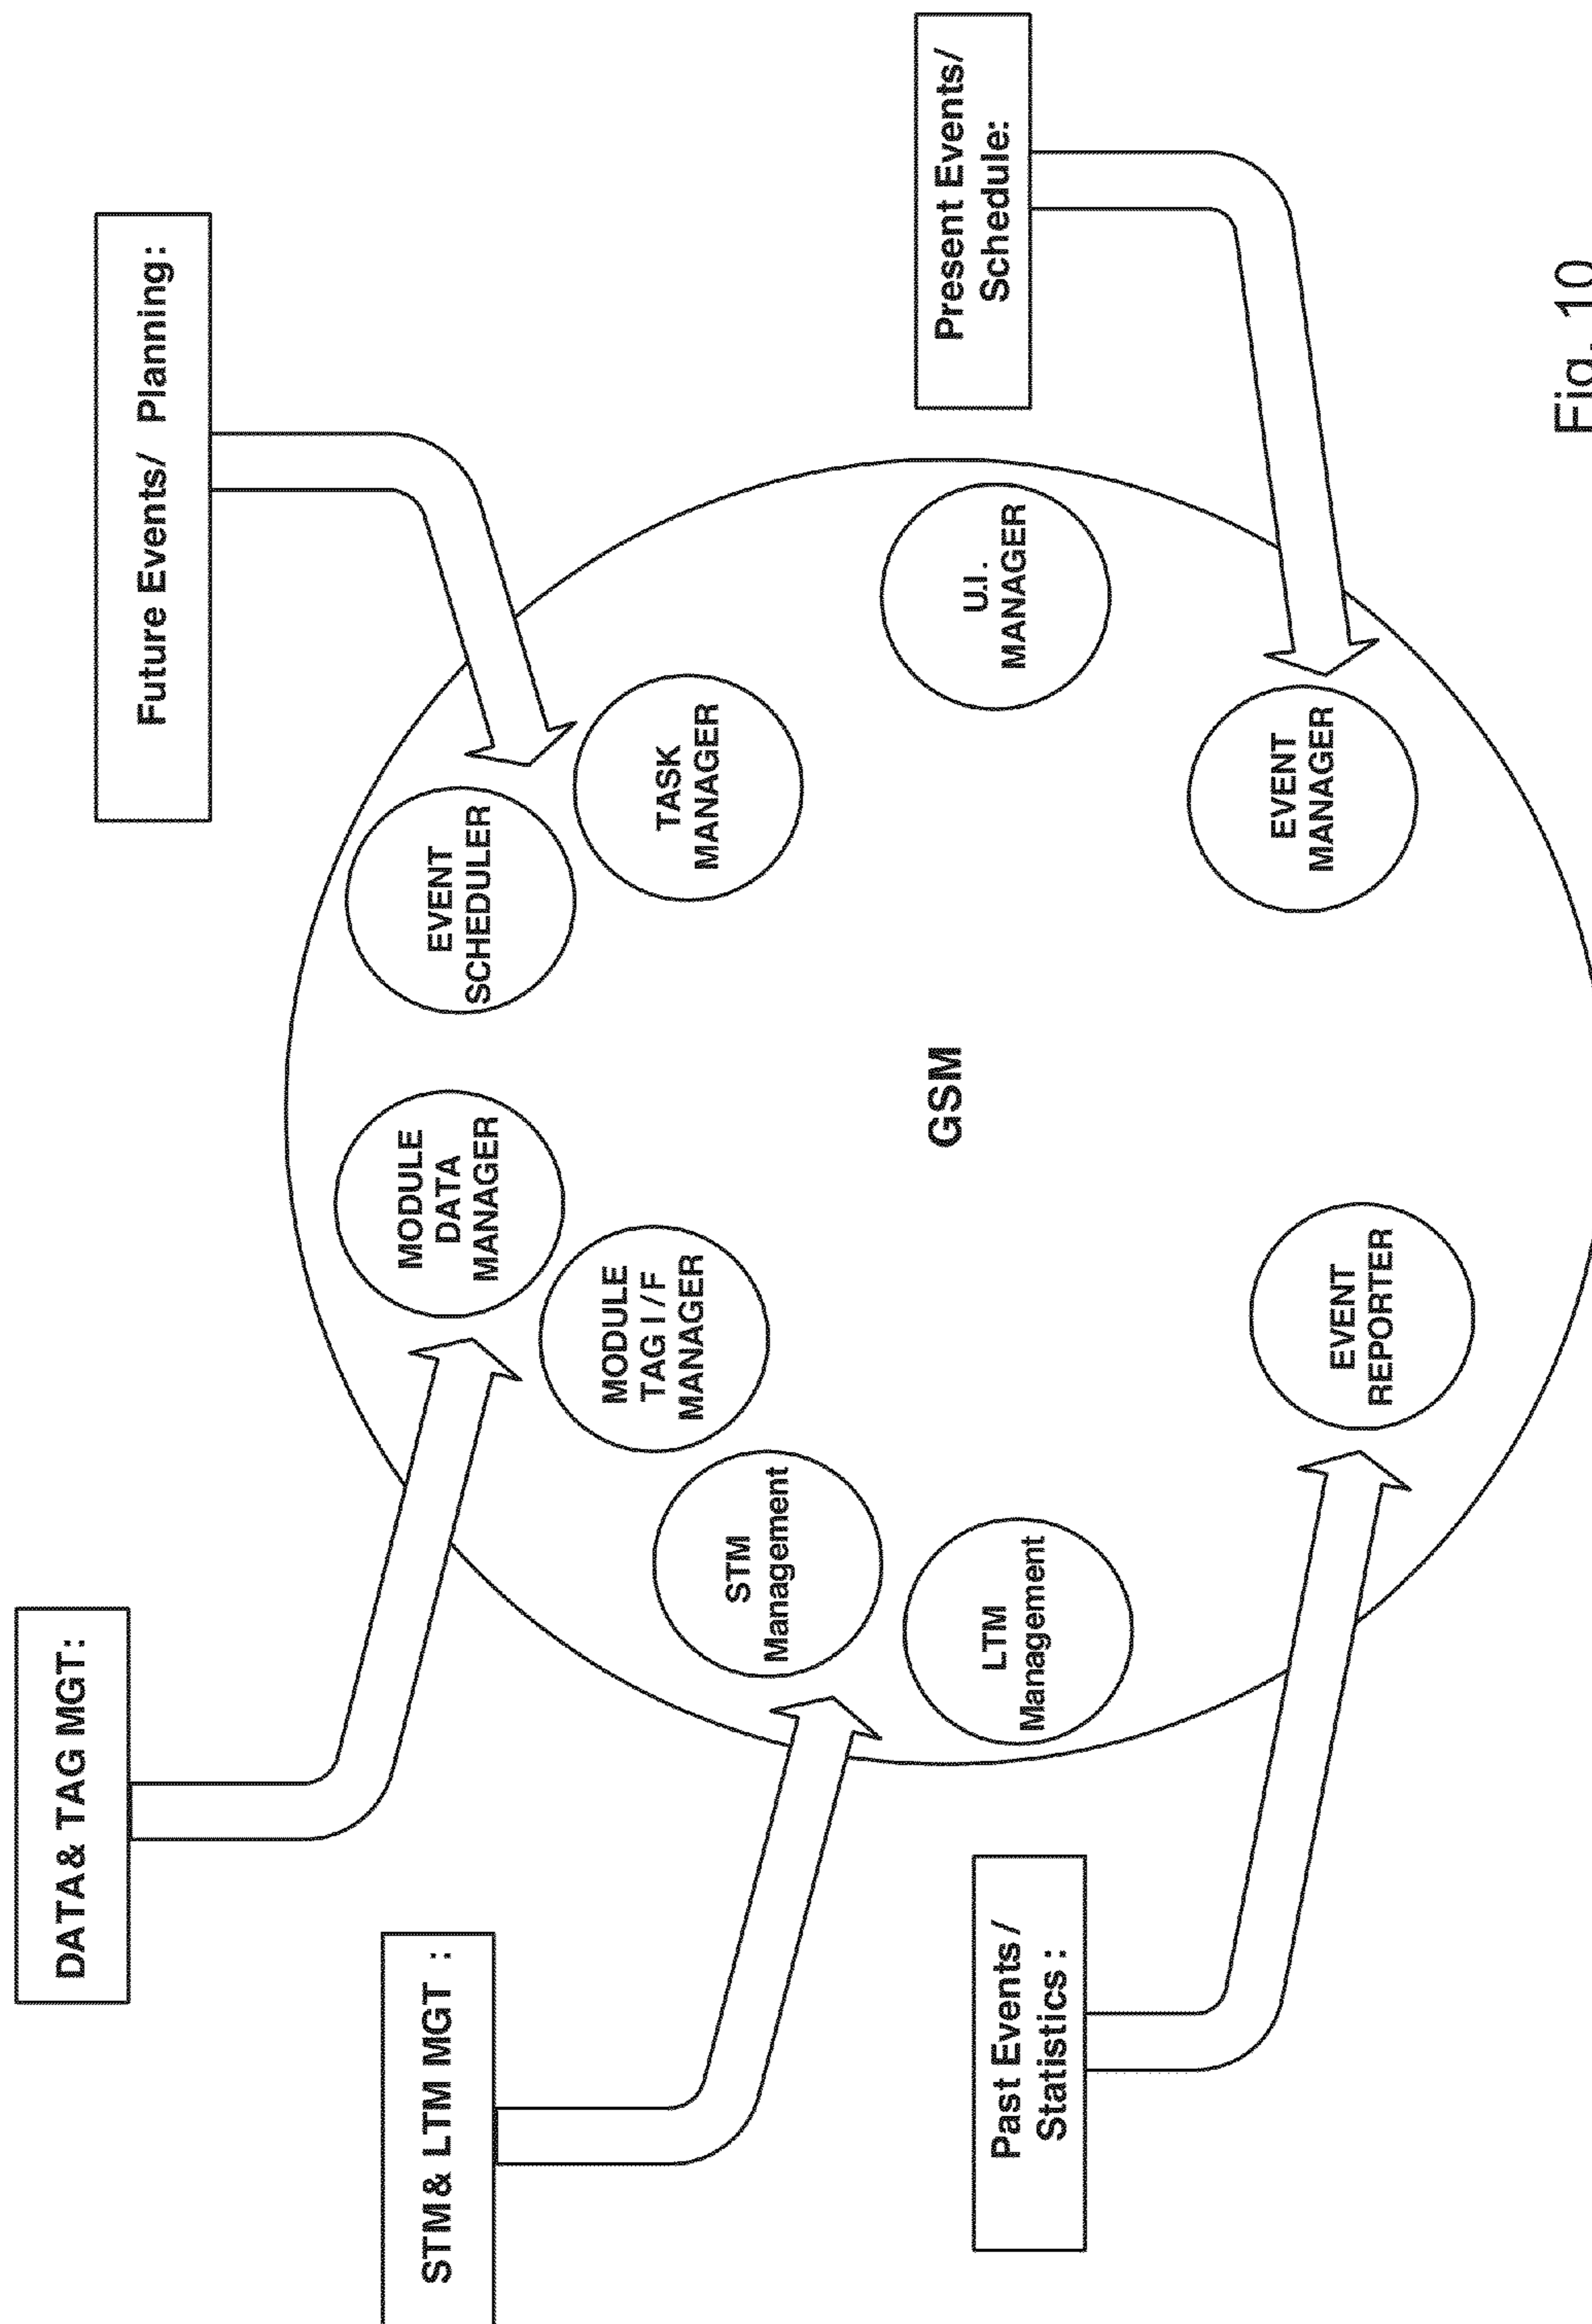 DATA & TAG MGT:
Future Events/ Planning:
STM & LTM MGT :
MODULE
DATA
MANAGER
EVENT
SCHEDULER
MODULE
TAG I/F
MANAGER
TASK
MANAGER
STM
Management
LTM
Management
GSM
U.I.
MANAGER
Past Events/
Statistics :
Present Events/
Schedule:
EVENT
REPORTER
EVENT
MANAGER
Fig. 10